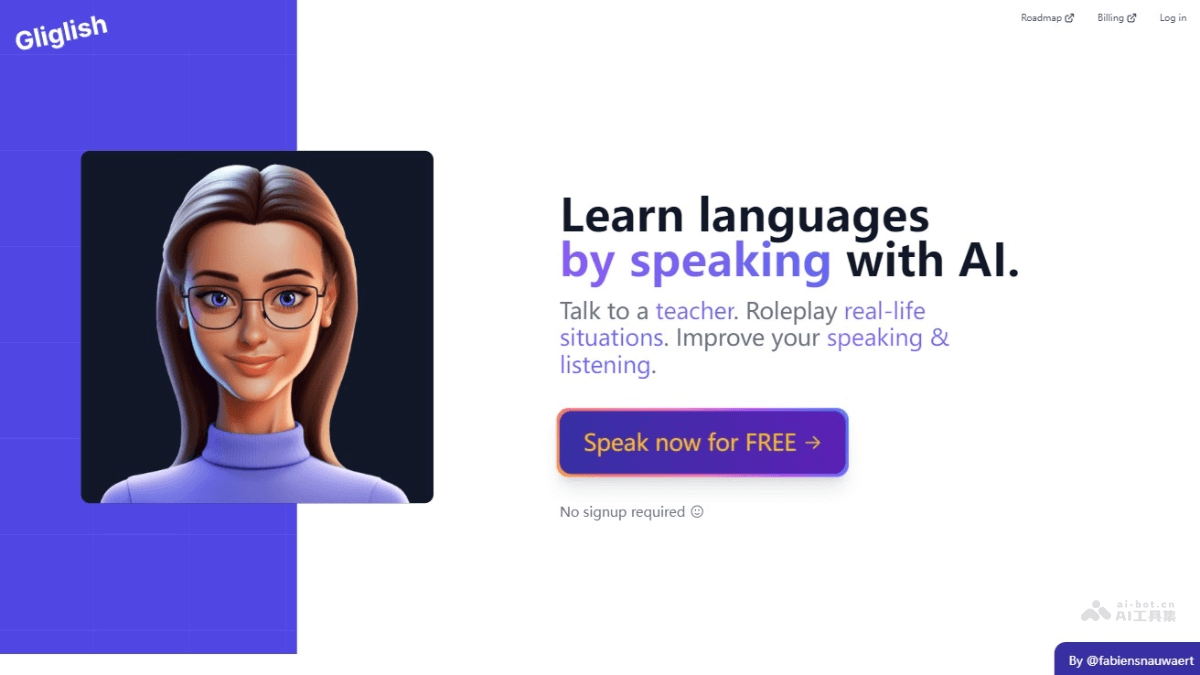 Gliglish
Roadmap
Billing
Log in
Learn languages
by speaking with AI.
Talk to a teacher. Roleplay real-life
situations. Improve your speaking &
listening.
Speak now for FREE →
No signup required ☺
ai-bot.cn
AI工具集
By @fabiensnauwaert